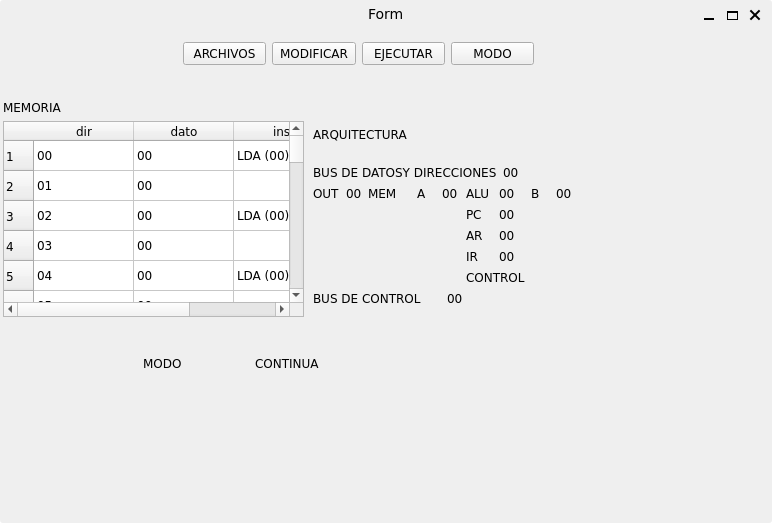 Form
ARCHIVOS MODIFICAR EJECUTAR MODO
MEMORIA
dir dato ins
1 00 00 LDA (00)
2 01 00
3 02 00 LDA (00)
4 03 00
5 04 00 LDA (00)
ARQUITECTURA
BUS DE DATOSY DIRECCIONES 00
OUT 00 MEM A 00 ALU 00 B 00
PC 00
AR 00
IR 00
CONTROL
BUS DE CONTROL 00
MODO CONTINUA